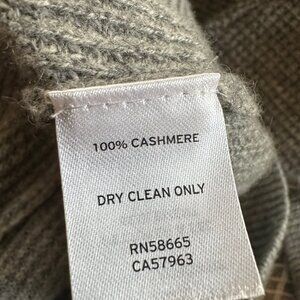 100% CASHMERE
DRY CLEAN ONLY
RN58665
CA57963